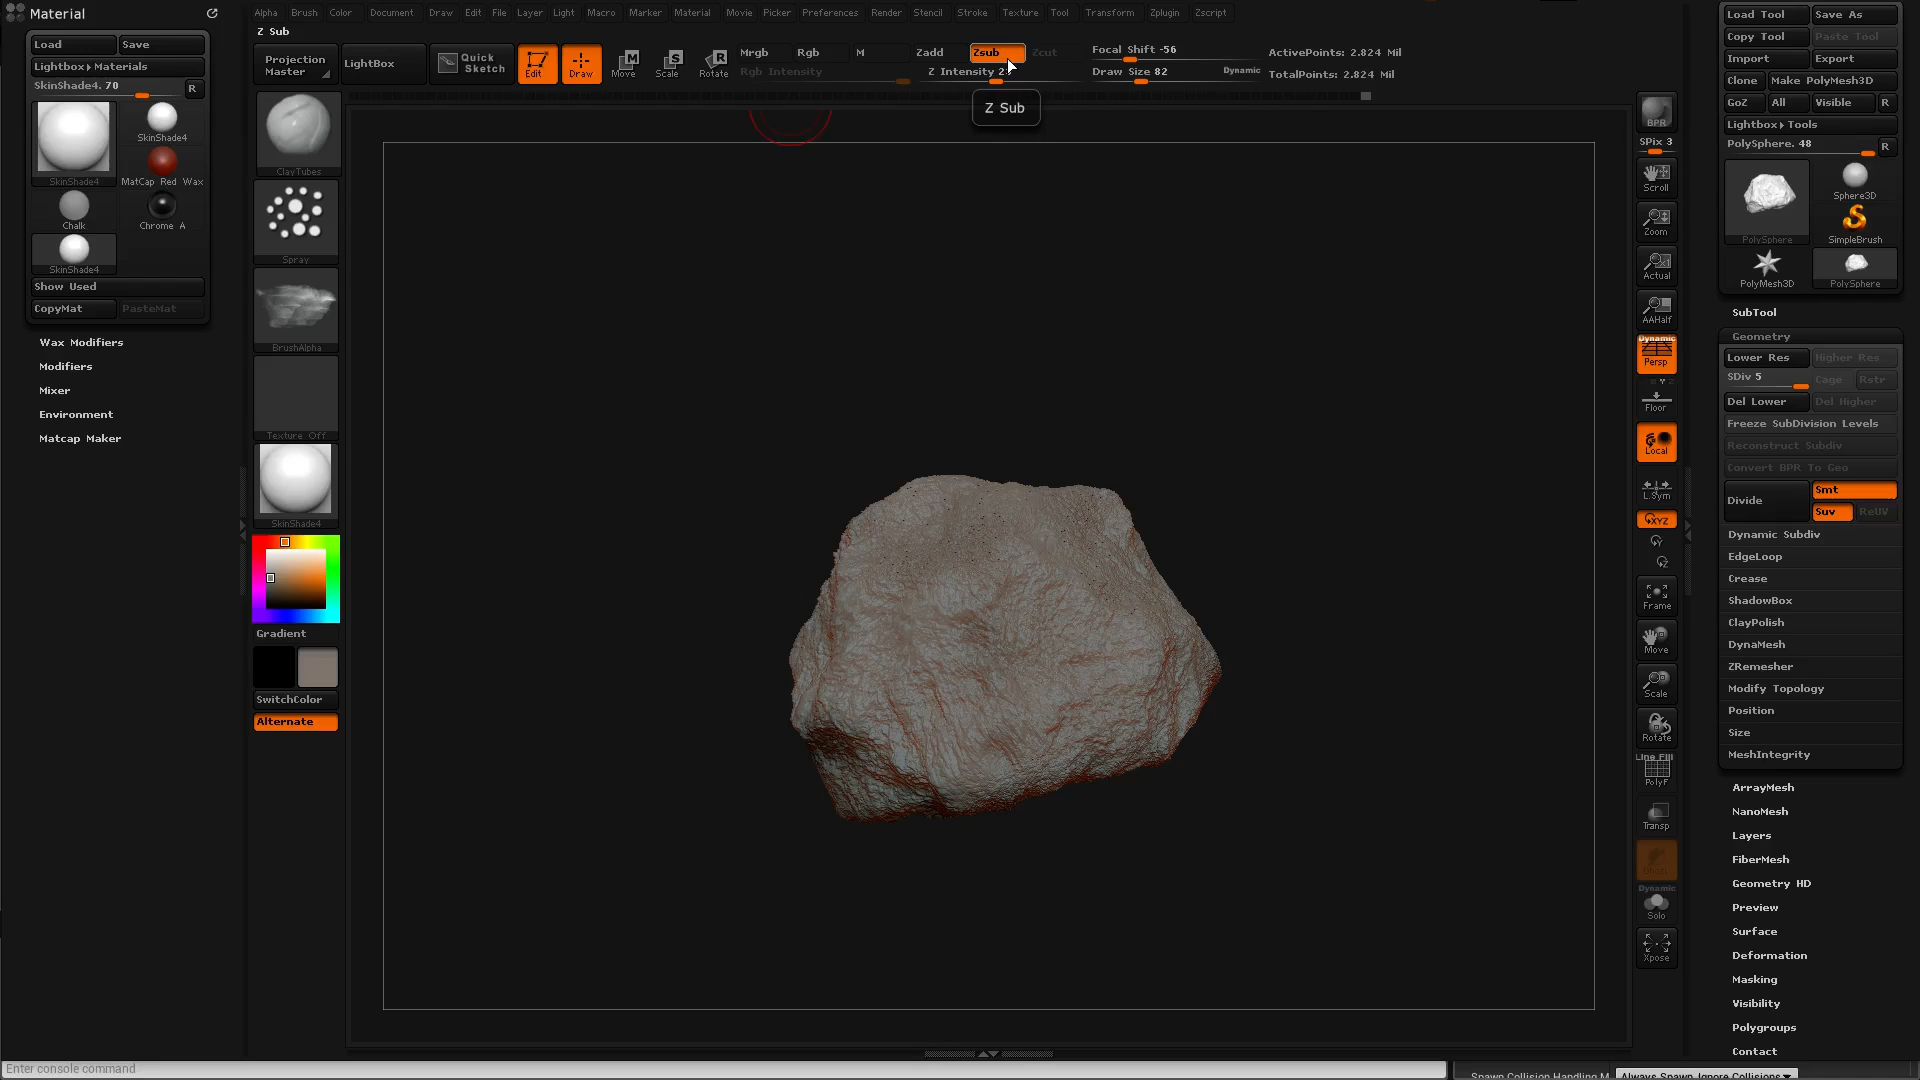 Material
Load
Save
Lightbox▸Materials
SkinShade4. 70
R
SkinShade4
SkinShade4
MatCap Red Wax
Chalk
Chrome A
SkinShade4
Show Used
CopyMat
PasteMat
Wax Modifiers
Modifiers
Mixer
Environment
Matcap Maker
Alpha Brush Color Document Draw Edit File Layer Light Macro Marker Material Movie Picker Preferences Render Stencil Stroke Texture Tool Transform Zplugin Zscript
Z Sub
Projection Master
LightBox
Quick Sketch
Edit
Draw
Move
Scale
Rotate
Mrgb
Rgb
M
Zadd
Zsub
Zcut
Rgb Intensity
Z Intensity
Focal Shift -56
Draw Size 82
Dynamic
ActivePoints: 2.824 Mil
TotalPoints: 2.824 Mil
Z Sub
ClayTubes
Spray
BrushAlpha
Texture Off
SkinShade4
Gradient
SwitchColor
Alternate
BPR
SPix 3
Scroll
Zoom
Actual
AAHalf
Dynamic
Persp
Floor
Local
L.Sym
XYZ
Frame
Move
Scale
Rotate
Line Fill
PolyF
Transp
Dynamic
Solo
Xpose
Load Tool
Save As
Copy Tool
Paste Tool
Import
Export
Clone
Make PolyMesh3D
GoZ
All
Visible
R
Lightbox▸Tools
PolySphere. 48
R
PolySphere
Sphere3D
SimpleBrush
PolyMesh3D
PolySphere
SubTool
Geometry
Lower Res
Higher Res
SDiv 5
Cage
Rstr
Del Lower
Del Higher
Freeze SubDivision Levels
Reconstruct Subdiv
Convert BPR To Geo
Divide
Smt
Suv
ReUV
Dynamic Subdiv
EdgeLoop
Crease
ShadowBox
ClayPolish
DynaMesh
ZRemesher
Modify Topology
Position
Size
MeshIntegrity
ArrayMesh
NanoMesh
Layers
FiberMesh
Geometry HD
Preview
Surface
Deformation
Masking
Visibility
Polygroups
Contact
Enter console command
Spawn Collision Handling M
Always Spawn, Ignore Collisions